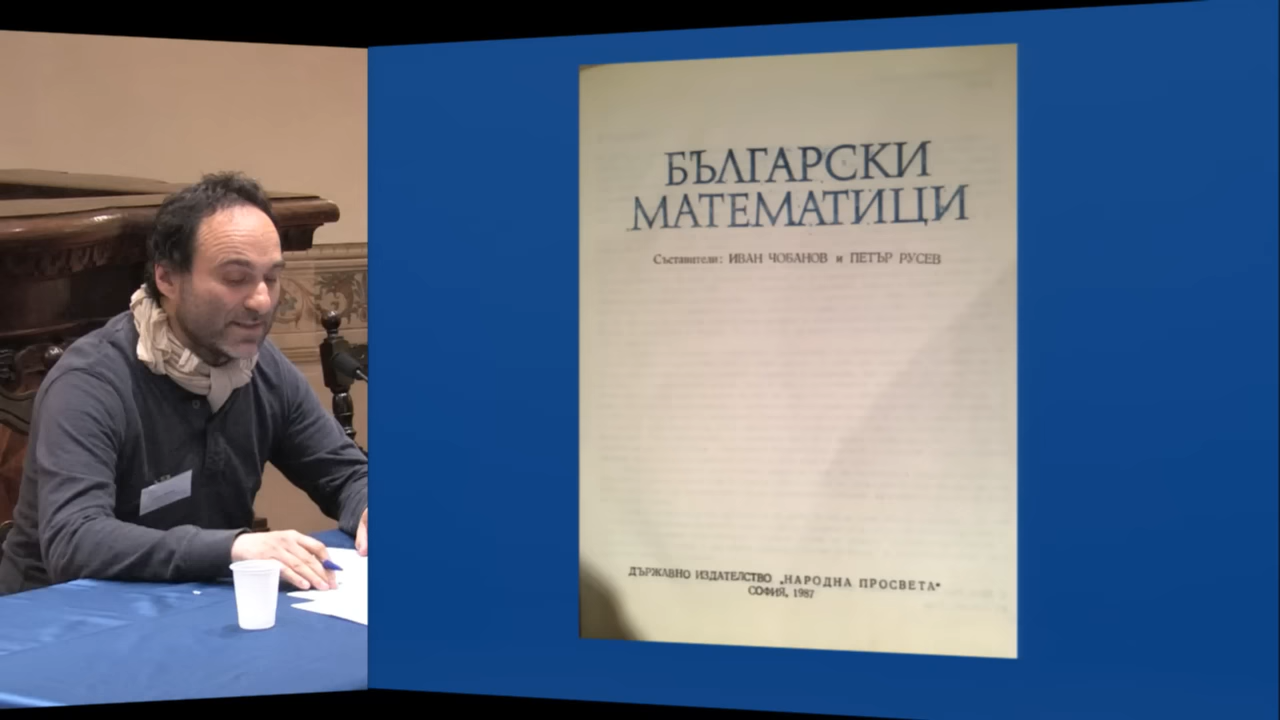 БЪЛГАРСКИ
МАТЕМАТИЦИ
Съставители: ИВАН ЧОБАНОВ и ПЕТЪР РУСЕВ
ДЪРЖАВНО ИЗДАТЕЛСТВО „НАРОДНА ПРОСВЕТА“
СОФИЯ, 1987